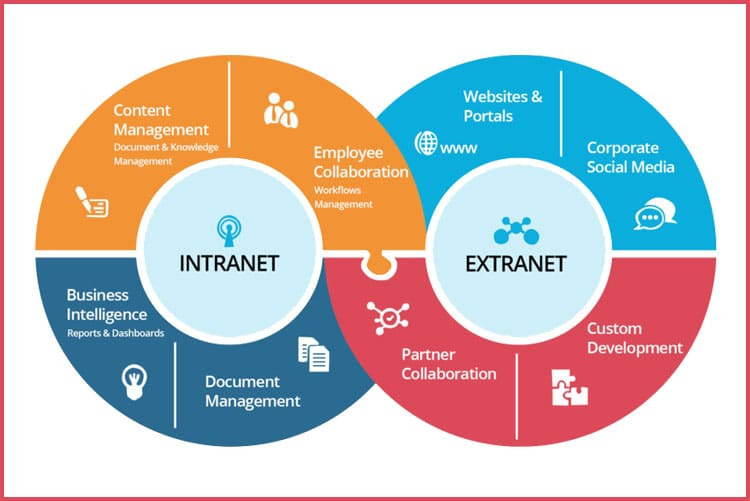 Content
Management
Document & Knowledge
Management
Employee
Collaboration
Workflows
Management
INTRANET
Business
Intelligence
Reports & Dashboards
Document
Management
Websites &
Portals
www
Corporate
Social Media
EXTRANET
Partner
Collaboration
Custom
Development